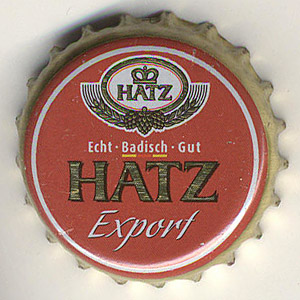 HATZ
Echt · Badisch · Gut
HATZ
Export